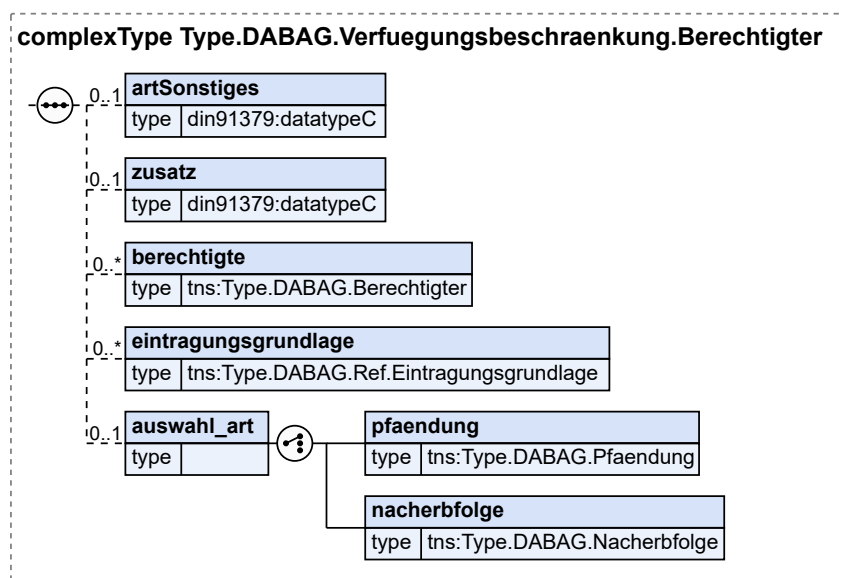 complexType Type.DABAG.Verfuegungsbeschraenkung.Berechtigter
0..1 artSonstiges
type din91379:datatypeC
0..1 zusatz
type din91379:datatypeC
0..* berechtigte
type tns:Type.DABAG.Berechtigter
0..* eintragungsgrundlage
type tns:Type.DABAG.Ref.Eintragungsgrundlage
0..1 auswahl_art pfaendung
type type tns:Type.DABAG.Pfaendung
nacherbfolge
type tns:Type.DABAG.Nacherbfolge